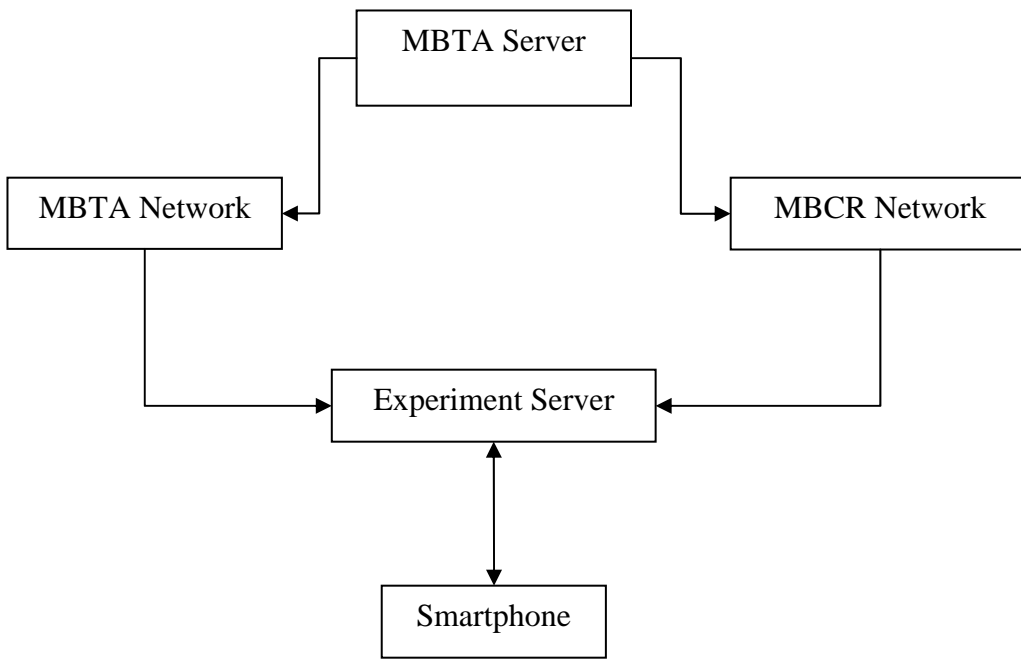 MBTA Server
MBTA Network
MBCR Network
Experiment Server
Smartphone